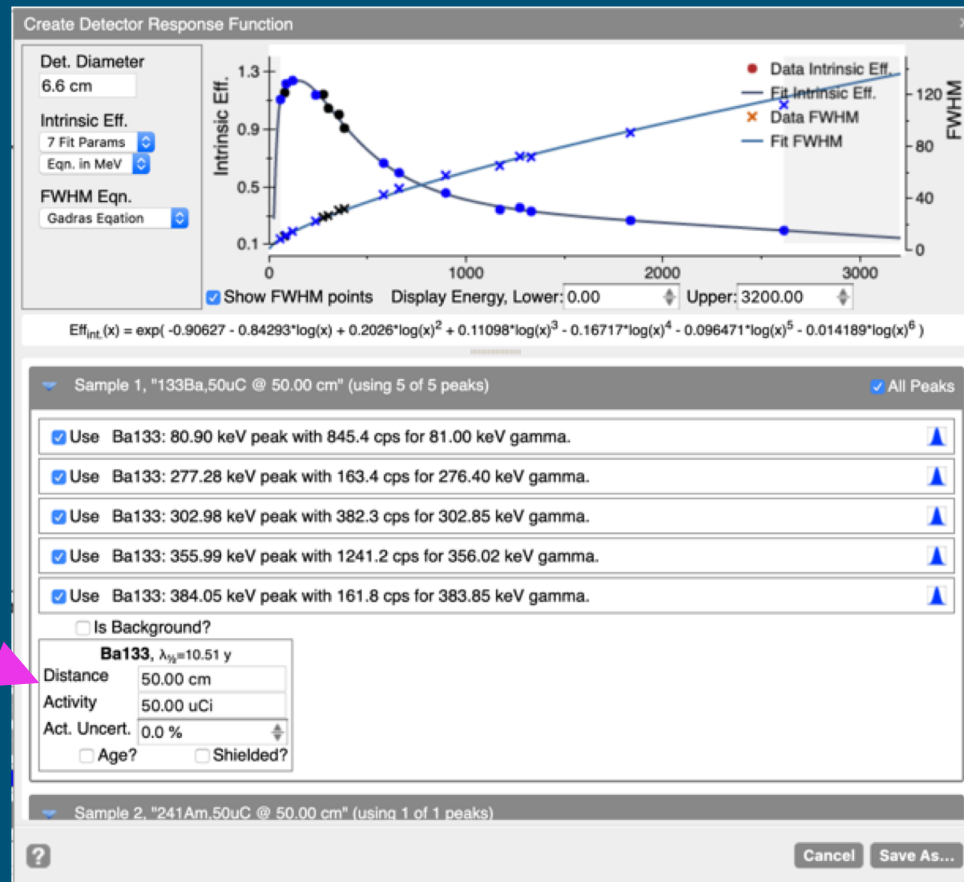 Create Detector Response Function
Det. Diameter
6.6 cm
Intrinsic Eff.
7 Fit Params
Eqn. in MeV
FWHM Eqn.
Gadras Eqation
Intrinsic Eff.
1.3
0.9
0.5
0.1
0
1000
2000
3000
120
80
40
0
FWHM
Data Intrinsic Eff.
Fit Intrinsic Eff.
Data FWHM
Fit FWHM
Show FWHM points Display Energy, Lower: 0.00 Upper: 3200.00
Eff_int.(x) = exp( -0.90627 - 0.84293*log(x) + 0.2026*log(x)^2 + 0.11098*log(x)^3 - 0.16717*log(x)^4 - 0.096471*log(x)^5 - 0.014189*log(x)^6 )
Sample 1, "133Ba,50uC @ 50.00 cm" (using 5 of 5 peaks) All Peaks
Use Ba133: 80.90 keV peak with 845.4 cps for 81.00 keV gamma.
Use Ba133: 277.28 keV peak with 163.4 cps for 276.40 keV gamma.
Use Ba133: 302.98 keV peak with 382.3 cps for 302.85 keV gamma.
Use Ba133: 355.99 keV peak with 1241.2 cps for 356.02 keV gamma.
Use Ba133: 384.05 keV peak with 161.8 cps for 383.85 keV gamma.
Is Background?
Ba133, λ½=10.51 y
Distance 50.00 cm
Activity 50.00 uCi
Act. Uncert. 0.0 %
Age? Shielded?
Sample 2, "241Am,50uC @ 50.00 cm" (using 1 of 1 peaks)
? Cancel Save As...